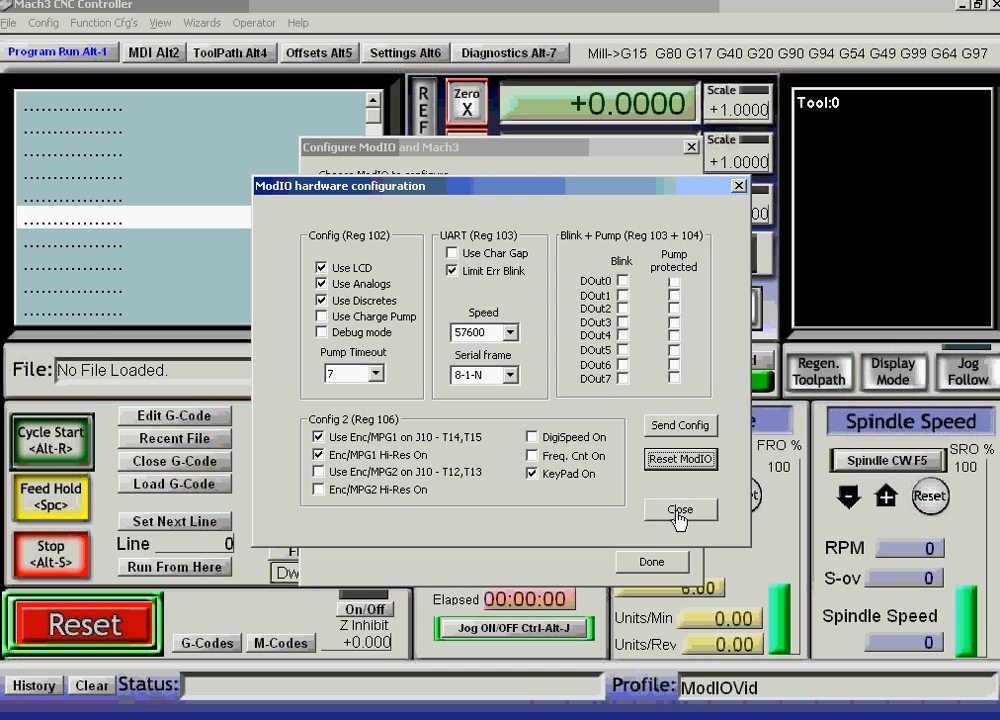 Mach3 CNC Controller
File Config Function Cfg's View Wizards Operator Help
Program Run Alt-1 MDI Alt2 ToolPath Alt4 Offsets Alt5 Settings Alt6 Diagnostics Alt-7 Mill->G15 G80 G17 G40 G20 G90 G94 G54 G49 G99 G64 G97
REF
Zero X
+0.0000
Scale
+1.0000
Scale
+1.0000
Tool:0
Configure ModIO and Mach3
ModIO hardware configuration
Config (Reg 102)
Use LCD
Use Analogs
Use Discretes
Use Charge Pump
Debug mode
Pump Timeout
7
UART (Reg 103)
Use Char Gap
Limit Err Blink
Speed
57600
Serial frame
8-1-N
Blink + Pump (Reg 103 + 104)
Blink
Pump
protected
DOut0
DOut1
DOut2
DOut3
DOut4
DOut5
DOut6
DOut7
Config 2 (Reg 106)
Use Enc/MPG1 on J10 - T14,T15
Enc/MPG1 Hi-Res On
Use Enc/MPG2 on J10 - T12,T13
Enc/MPG2 Hi-Res On
DigiSpeed On
Freq. Cnt On
KeyPad On
Send Config
Reset ModIO
Close
Done
File: No File Loaded.
Regen.
Toolpath
Display
Mode
Jog
Follow
Cycle Start
<Alt-R>
Feed Hold
<Spc>
Stop
<Alt-S>
Edit G-Code
Recent File
Close G-Code
Load G-Code
Set Next Line
Line 0
Run From Here
FRO %
100
Spindle Speed
Spindle CW F5
SRO %
100
Reset
RPM 0
S-ov 0
Spindle Speed
0
Reset
G-Codes M-Codes
On/Off
Z Inhibit
+0.000
Elapsed 00:00:00
Jog ON/OFF Ctrl-Alt-J
6.00
Units/Min 0.00
Units/Rev 0.00
History Clear Status: Profile: ModIOVid